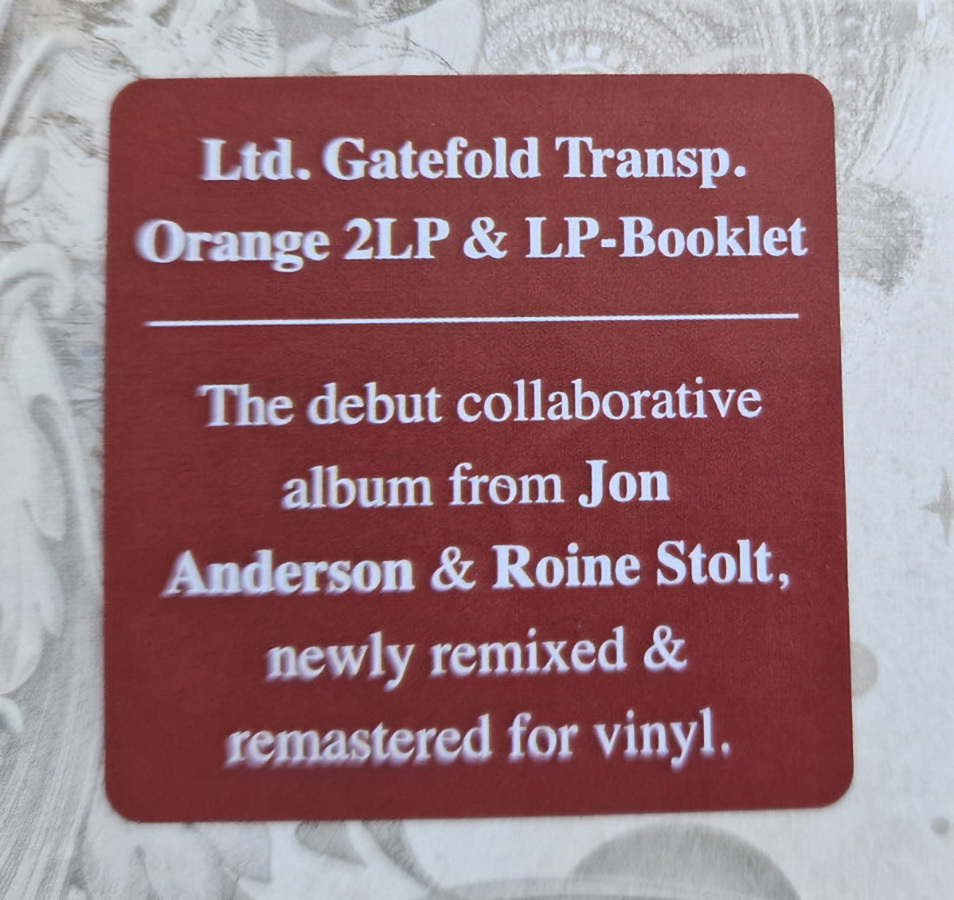 Ltd. Gatefold Transp.
Orange 2LP & LP-Booklet
The debut collaborative
album from Jon
Anderson & Roine Stolt,
newly remixed &
remastered for vinyl.